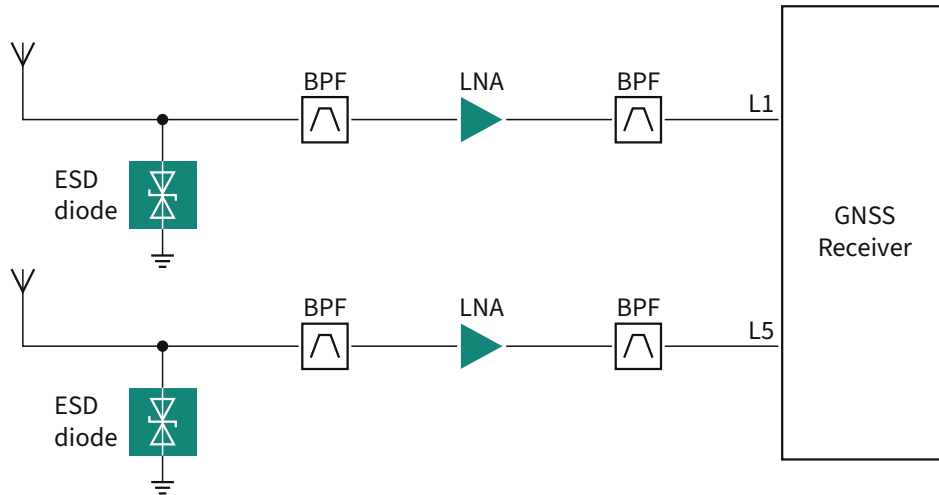 BPF
LNA
BPF
L1
ESD
diode
GNSS
Receiver
BPF
LNA
BPF
L5
ESD
diode